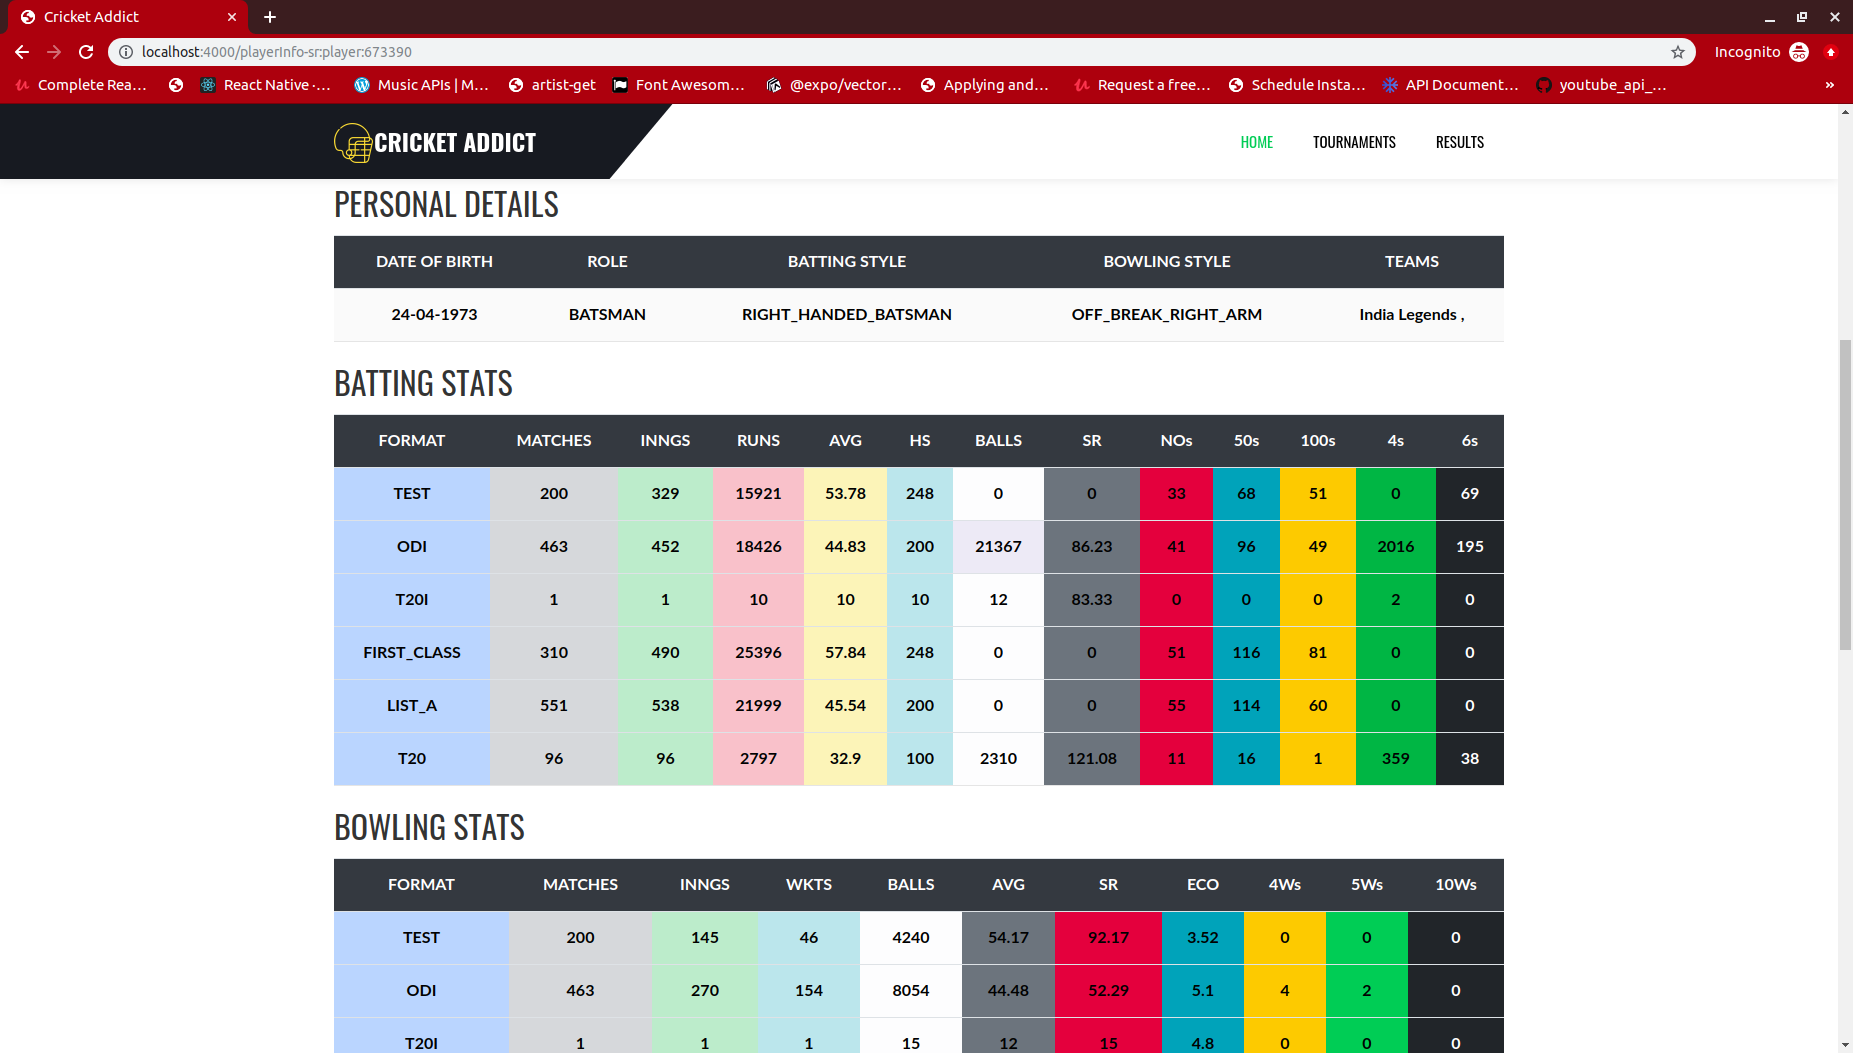 Cricket Addict
localhost:4000/playerInfo-sr:player:673390
Incognito
Complete Rea... React Native ·... Music APIs | M... artist-get Font Awesom... @expo/vector... Applying and... Request a free... Schedule Insta... API Document... youtube_api_... »
CRICKET ADDICT HOME TOURNAMENTS RESULTS
PERSONAL DETAILS
DATE OF BIRTH ROLE BATTING STYLE BOWLING STYLE TEAMS
24-04-1973 BATSMAN RIGHT_HANDED_BATSMAN OFF_BREAK_RIGHT_ARM India Legends ,
BATTING STATS
FORMAT MATCHES INNGS RUNS AVG HS BALLS SR NOs 50s 100s 4s 6s
TEST 200 329 15921 53.78 248 0 0 33 68 51 0 69
ODI 463 452 18426 44.83 200 21367 86.23 41 96 49 2016 195
T20I 1 1 10 10 10 12 83.33 0 0 0 2 0
FIRST_CLASS 310 490 25396 57.84 248 0 0 51 116 81 0 0
LIST_A 551 538 21999 45.54 200 0 0 55 114 60 0 0
T20 96 96 2797 32.9 100 2310 121.08 11 16 1 359 38
BOWLING STATS
FORMAT MATCHES INNGS WKTS BALLS AVG SR ECO 4Ws 5Ws 10Ws
TEST 200 145 46 4240 54.17 92.17 3.52 0 0 0
ODI 463 270 154 8054 44.48 52.29 5.1 4 2 0
T20I 1 1 1 15 12 15 4.8 0 0 0